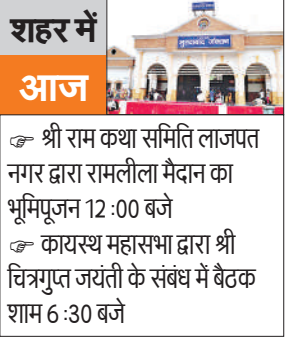 शहर में
आज
मुरादाबाद जंक्शन
☞ श्री राम कथा समिति लाजपत
नगर द्वारा रामलीला मैदान का
भूमिपूजन 12 :00 बजे
☞ कायस्थ महासभा द्वारा श्री
चित्रगुप्त जयंती के संबंध में बैठक
शाम 6 :30 बजे